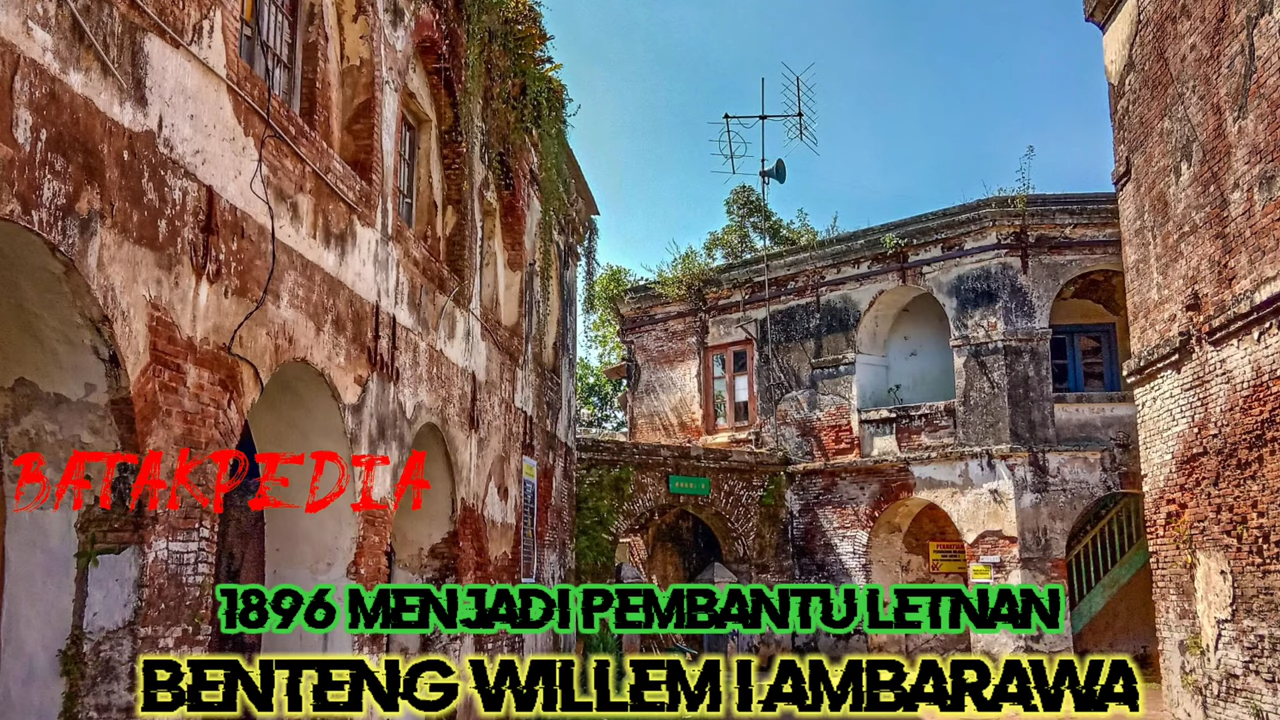 BATAKPEDIA
1896 MENJADI PEMBANTU LETNAN
BENTENG WILLEM I AMBARAWA